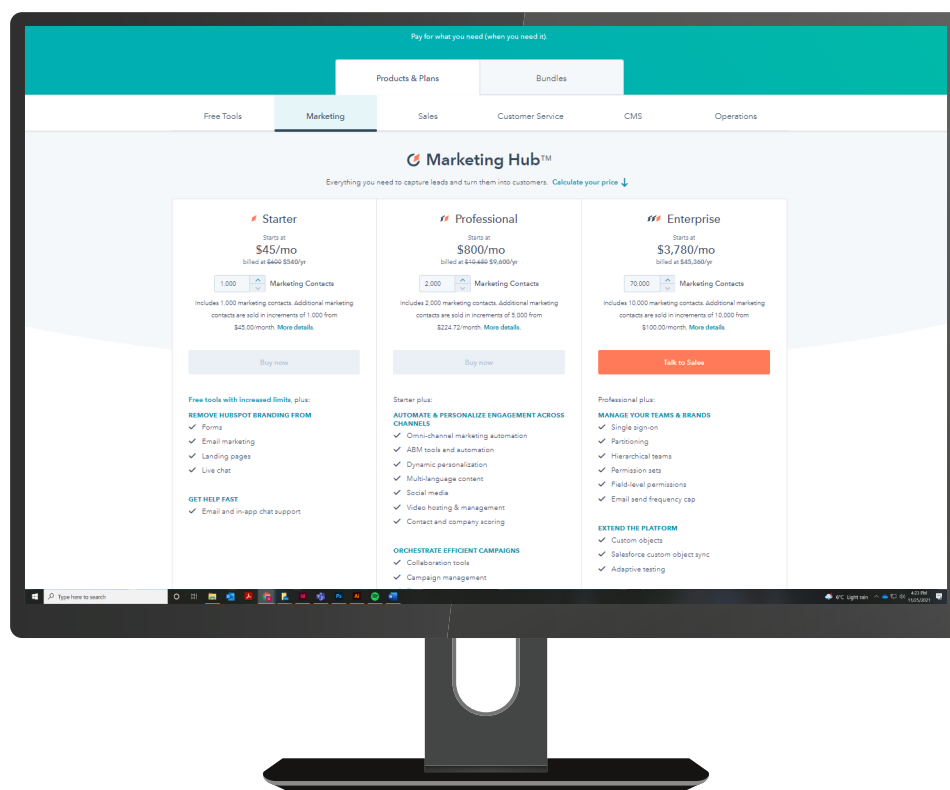 Pay for what you need (when you need it).
Products & Plans
Bundles
Free Tools
Marketing
Sales
Customer Service
CMS
Operations
Marketing Hub™
Everything you need to capture leads and turn them into customers. Calculate your price
Starter
Starts at
$45/mo
billed at $600 $540/yr
1,000 Marketing Contacts
Includes 1,000 marketing contacts. Additional marketing
contacts are sold in increments of 1,000 from
$45.00/month. More details.
Buy now
Free tools with increased limits, plus:
REMOVE HUBSPOT BRANDING FROM
Forms
Email marketing
Landing pages
Live chat
GET HELP FAST
Email and in-app chat support
Professional
Starts at
$800/mo
billed at $10,680 $9,600/yr
2,000 Marketing Contacts
Includes 2,000 marketing contacts. Additional marketing
contacts are sold in increments of 5,000 from
$224.72/month. More details.
Buy now
Starter plus:
AUTOMATE & PERSONALIZE ENGAGEMENT ACROSS
CHANNELS
Omni-channel marketing automation
ABM tools and automation
Dynamic personalization
Multi-language content
Social media
Video hosting & management
Contact and company scoring
ORCHESTRATE EFFICIENT CAMPAIGNS
Collaboration tools
Campaign management
Enterprise
Starts at
$3,780/mo
billed at $45,360/yr
70,000 Marketing Contacts
Includes 10,000 marketing contacts. Additional marketing
contacts are sold in increments of 10,000 from
$100.00/month. More details.
Talk to Sales
Professional plus:
MANAGE YOUR TEAMS & BRANDS
Single sign-on
Partitioning
Hierarchical teams
Permission sets
Field-level permissions
Email send frequency cap
EXTEND THE PLATFORM
Custom objects
Salesforce custom object sync
Adaptive testing
Type here to search
Ps
Ai
6°C Light rain
4:23 PM
11/25/2021